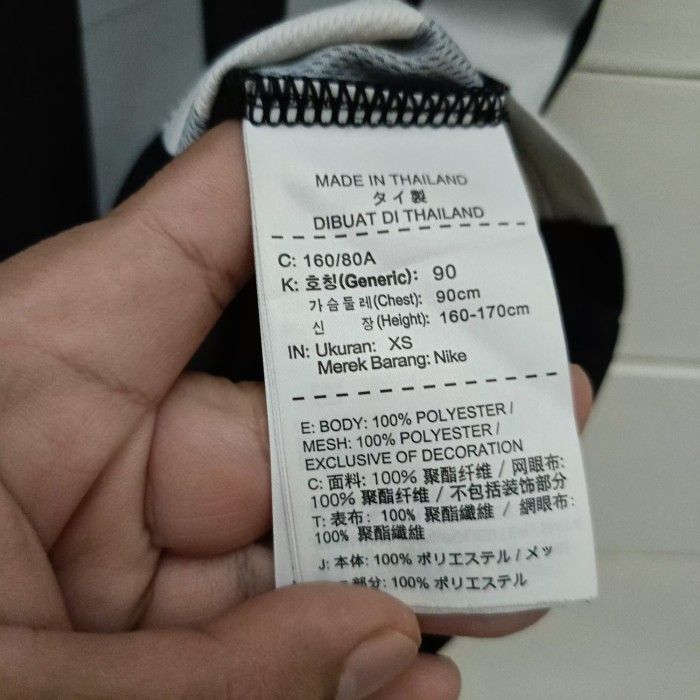 MADE IN THAILAND
タイ製
DIBUAT DI THAILAND
C: 160/80A
K: 호칭(Generic): 90
가슴둘레(Chest): 90cm
신 장(Height): 160-170cm
IN: Ukuran: XS
Merek Barang: Nike
E: BODY: 100% POLYESTER /
MESH: 100% POLYESTER /
EXCLUSIVE OF DECORATION
C: 面料: 100% 聚酯纤维 / 网眼布:
100% 聚酯纤维 / 不包括装饰部分
T: 表布: 100% 聚酯纖維 / 網眼布:
100% 聚酯纖維
J: 本体: 100% ポリエステル / メッ
部分: 100% ポリエステル